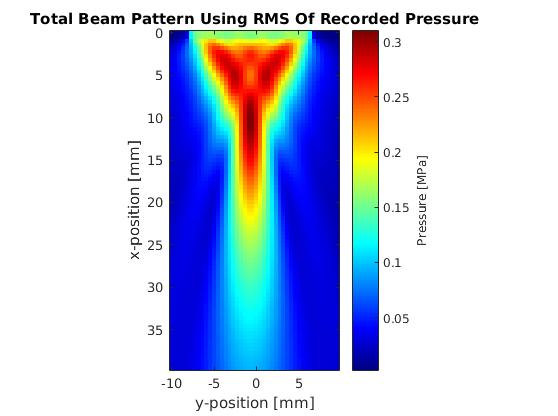 Total Beam Pattern Using RMS Of Recorded Pressure
0
5
10
15
20
25
30
35
x-position [mm]
-10 -5 0 5
y-position [mm]
0.3
0.25
0.2
0.15
0.1
0.05
Pressure [MPa]